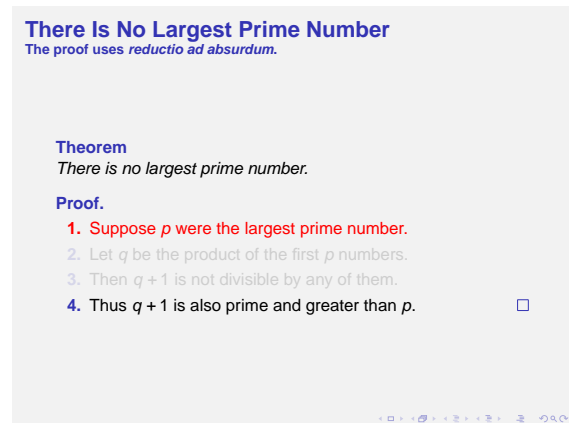 There Is No Largest Prime Number
The proof uses reductio ad absurdum.
Theorem
There is no largest prime number.
Proof.
1. Suppose p were the largest prime number.
2. Let q be the product of the first p numbers.
3. Then q + 1 is not divisible by any of them.
4. Thus q + 1 is also prime and greater than p. □